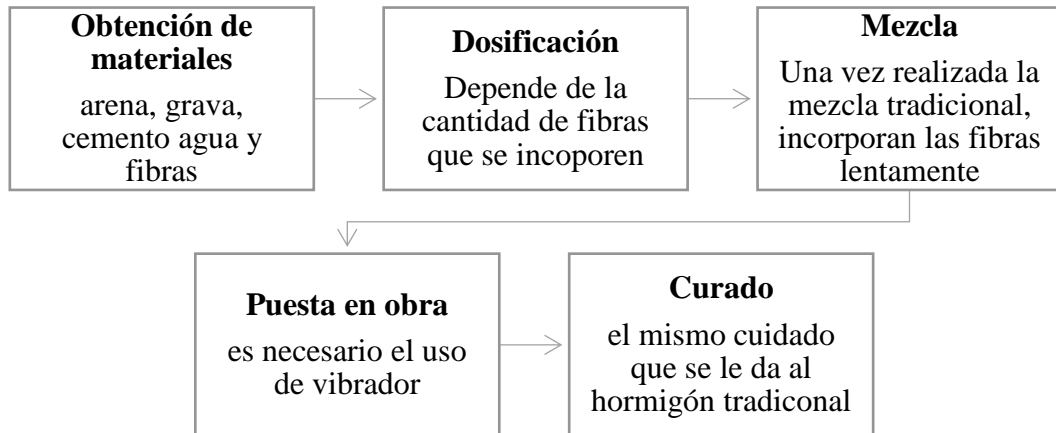 Obtención de
materiales
arena, grava,
cemento agua y
fibras
Dosificación
Depende de la
cantidad de fibras
que se incoporen
Mezcla
Una vez realizada la
mezcla tradicional,
incorporan las fibras
lentamente
Puesta en obra
es necesario el uso
de vibrador
Curado
el mismo cuidado
que se le da al
hormigón tradiconal